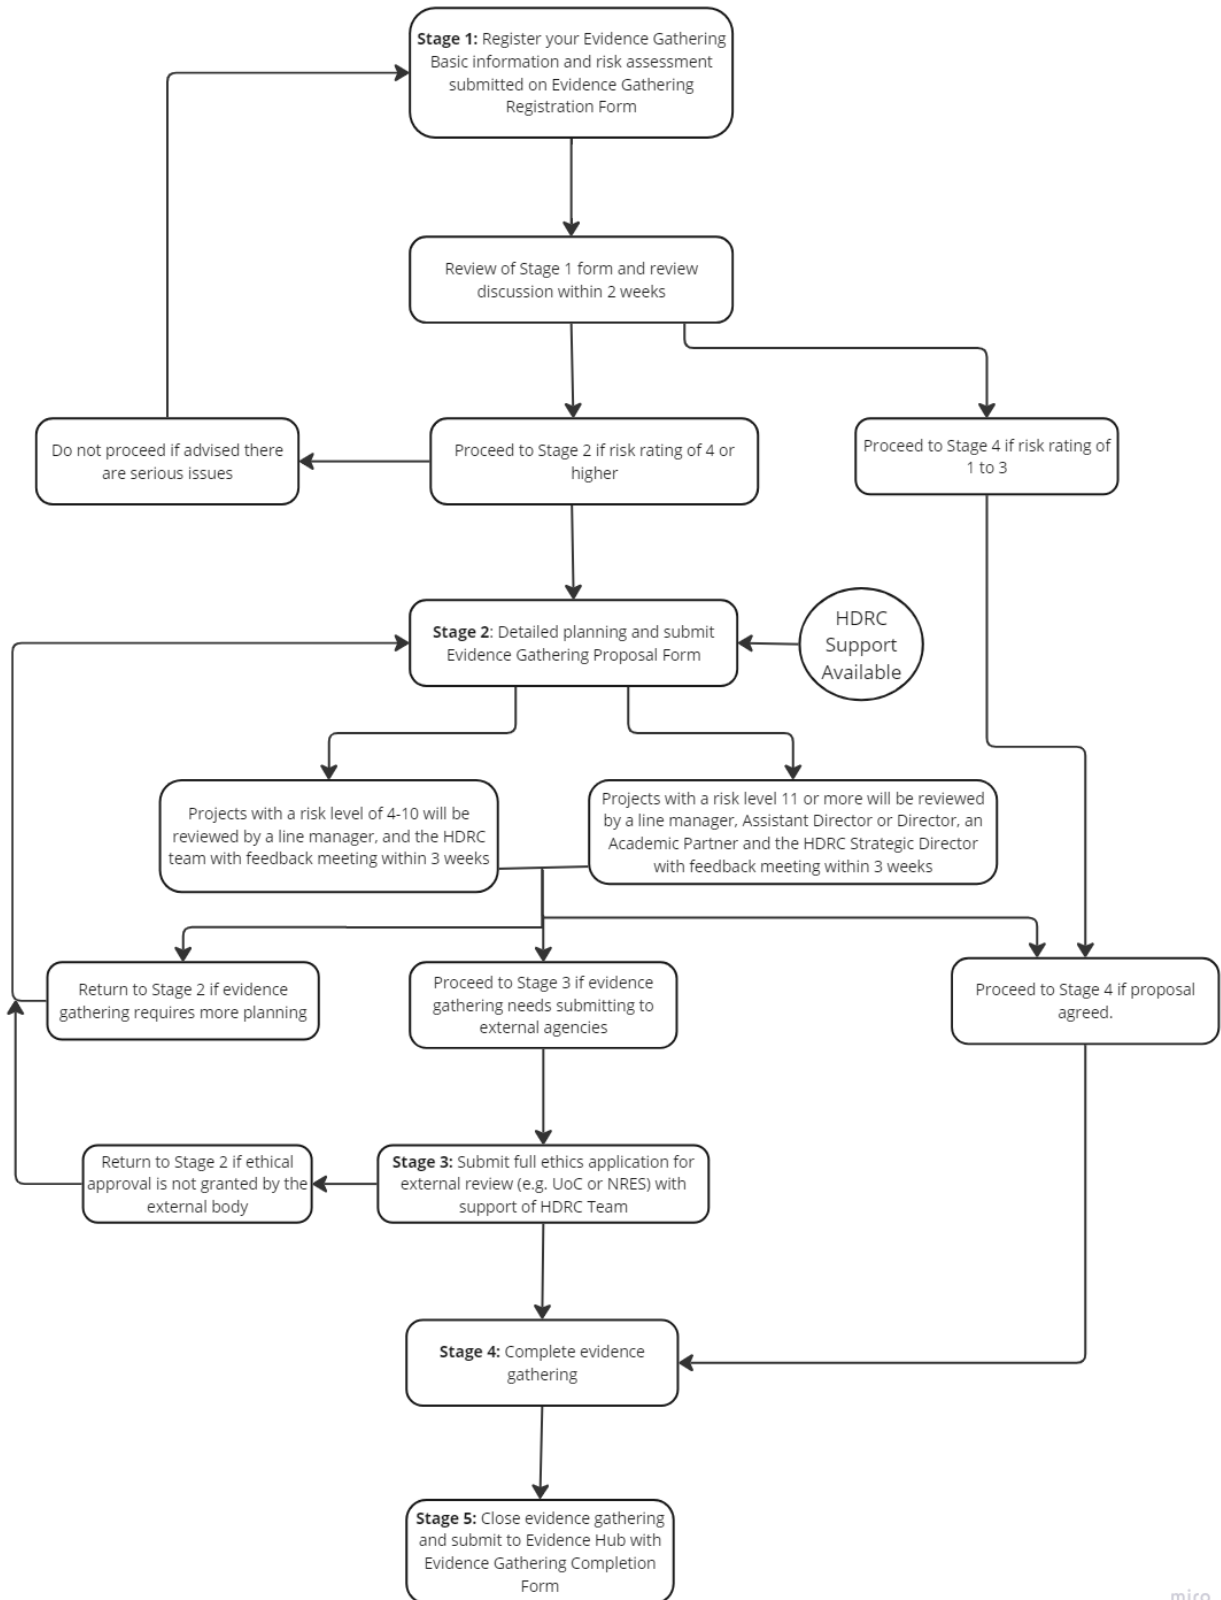 Stage 1: Register your Evidence Gathering
Basic information and risk assessment
submitted on Evidence Gathering
Registration Form
Review of Stage 1 form and review
discussion within 2 weeks
Do not proceed if advised there
are serious issues
Proceed to Stage 2 if risk rating of 4 or
higher
Proceed to Stage 4 if risk rating of
1 to 3
Stage 2: Detailed planning and submit
Evidence Gathering Proposal Form
HDRC
Support
Available
Projects with a risk level of 4-10 will be
reviewed by a line manager, and the HDRC
team with feedback meeting within 3 weeks
Projects with a risk level 11 or more will be reviewed
by a line manager, Assistant Director or Director, an
Academic Partner and the HDRC Strategic Director
with feedback meeting within 3 weeks
Return to Stage 2 if evidence
gathering requires more planning
Proceed to Stage 3 if evidence
gathering needs submitting to
external agencies
Proceed to Stage 4 if proposal
agreed.
Return to Stage 2 if ethical
approval is not granted by the
external body
Stage 3: Submit full ethics application for
external review (e.g. UoC or NRES) with
support of HDRC Team
Stage 4: Complete evidence
gathering
Stage 5: Close evidence gathering
and submit to Evidence Hub with
Evidence Gathering Completion
Form
miro